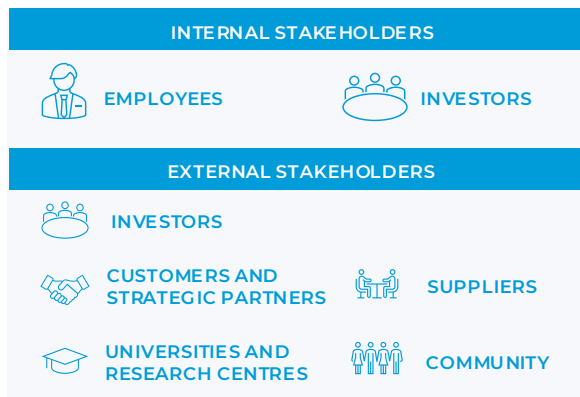 INTERNAL STAKEHOLDERS
EMPLOYEES
INVESTORS
EXTERNAL STAKEHOLDERS
INVESTORS
CUSTOMERS AND
STRATEGIC PARTNERS
SUPPLIERS
UNIVERSITIES AND
RESEARCH CENTRES
COMMUNITY